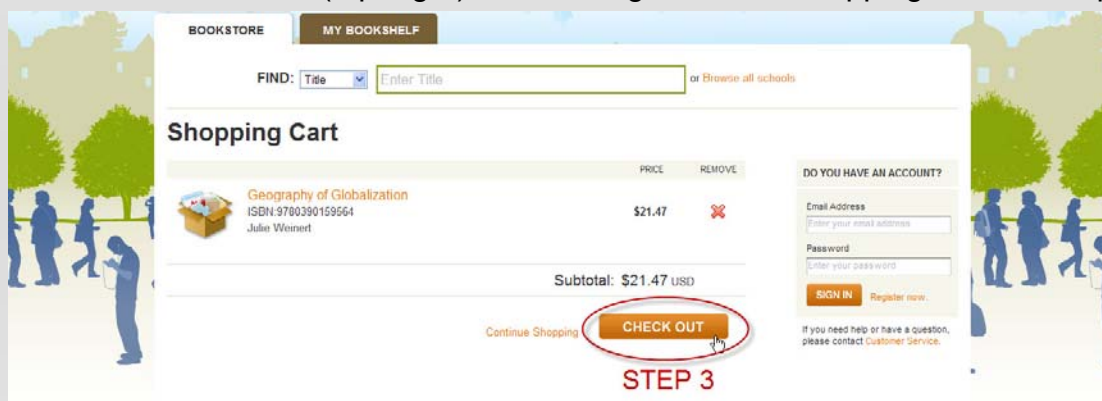 BOOKSTORE MY BOOKSHELF
FIND: Title Enter Title or Browse all schools
Shopping Cart
PRICE REMOVE
Geography of Globalization
ISBN:9780390159564
Julie Weinert
$21.47
Subtotal: $21.47 USD
Continue Shopping CHECK OUT
STEP 3
DO YOU HAVE AN ACCOUNT?
Email Address
Enter your email address
Password
Enter your password
SIGN IN Register now.
If you need help or have a question,
please contact Customer Service.